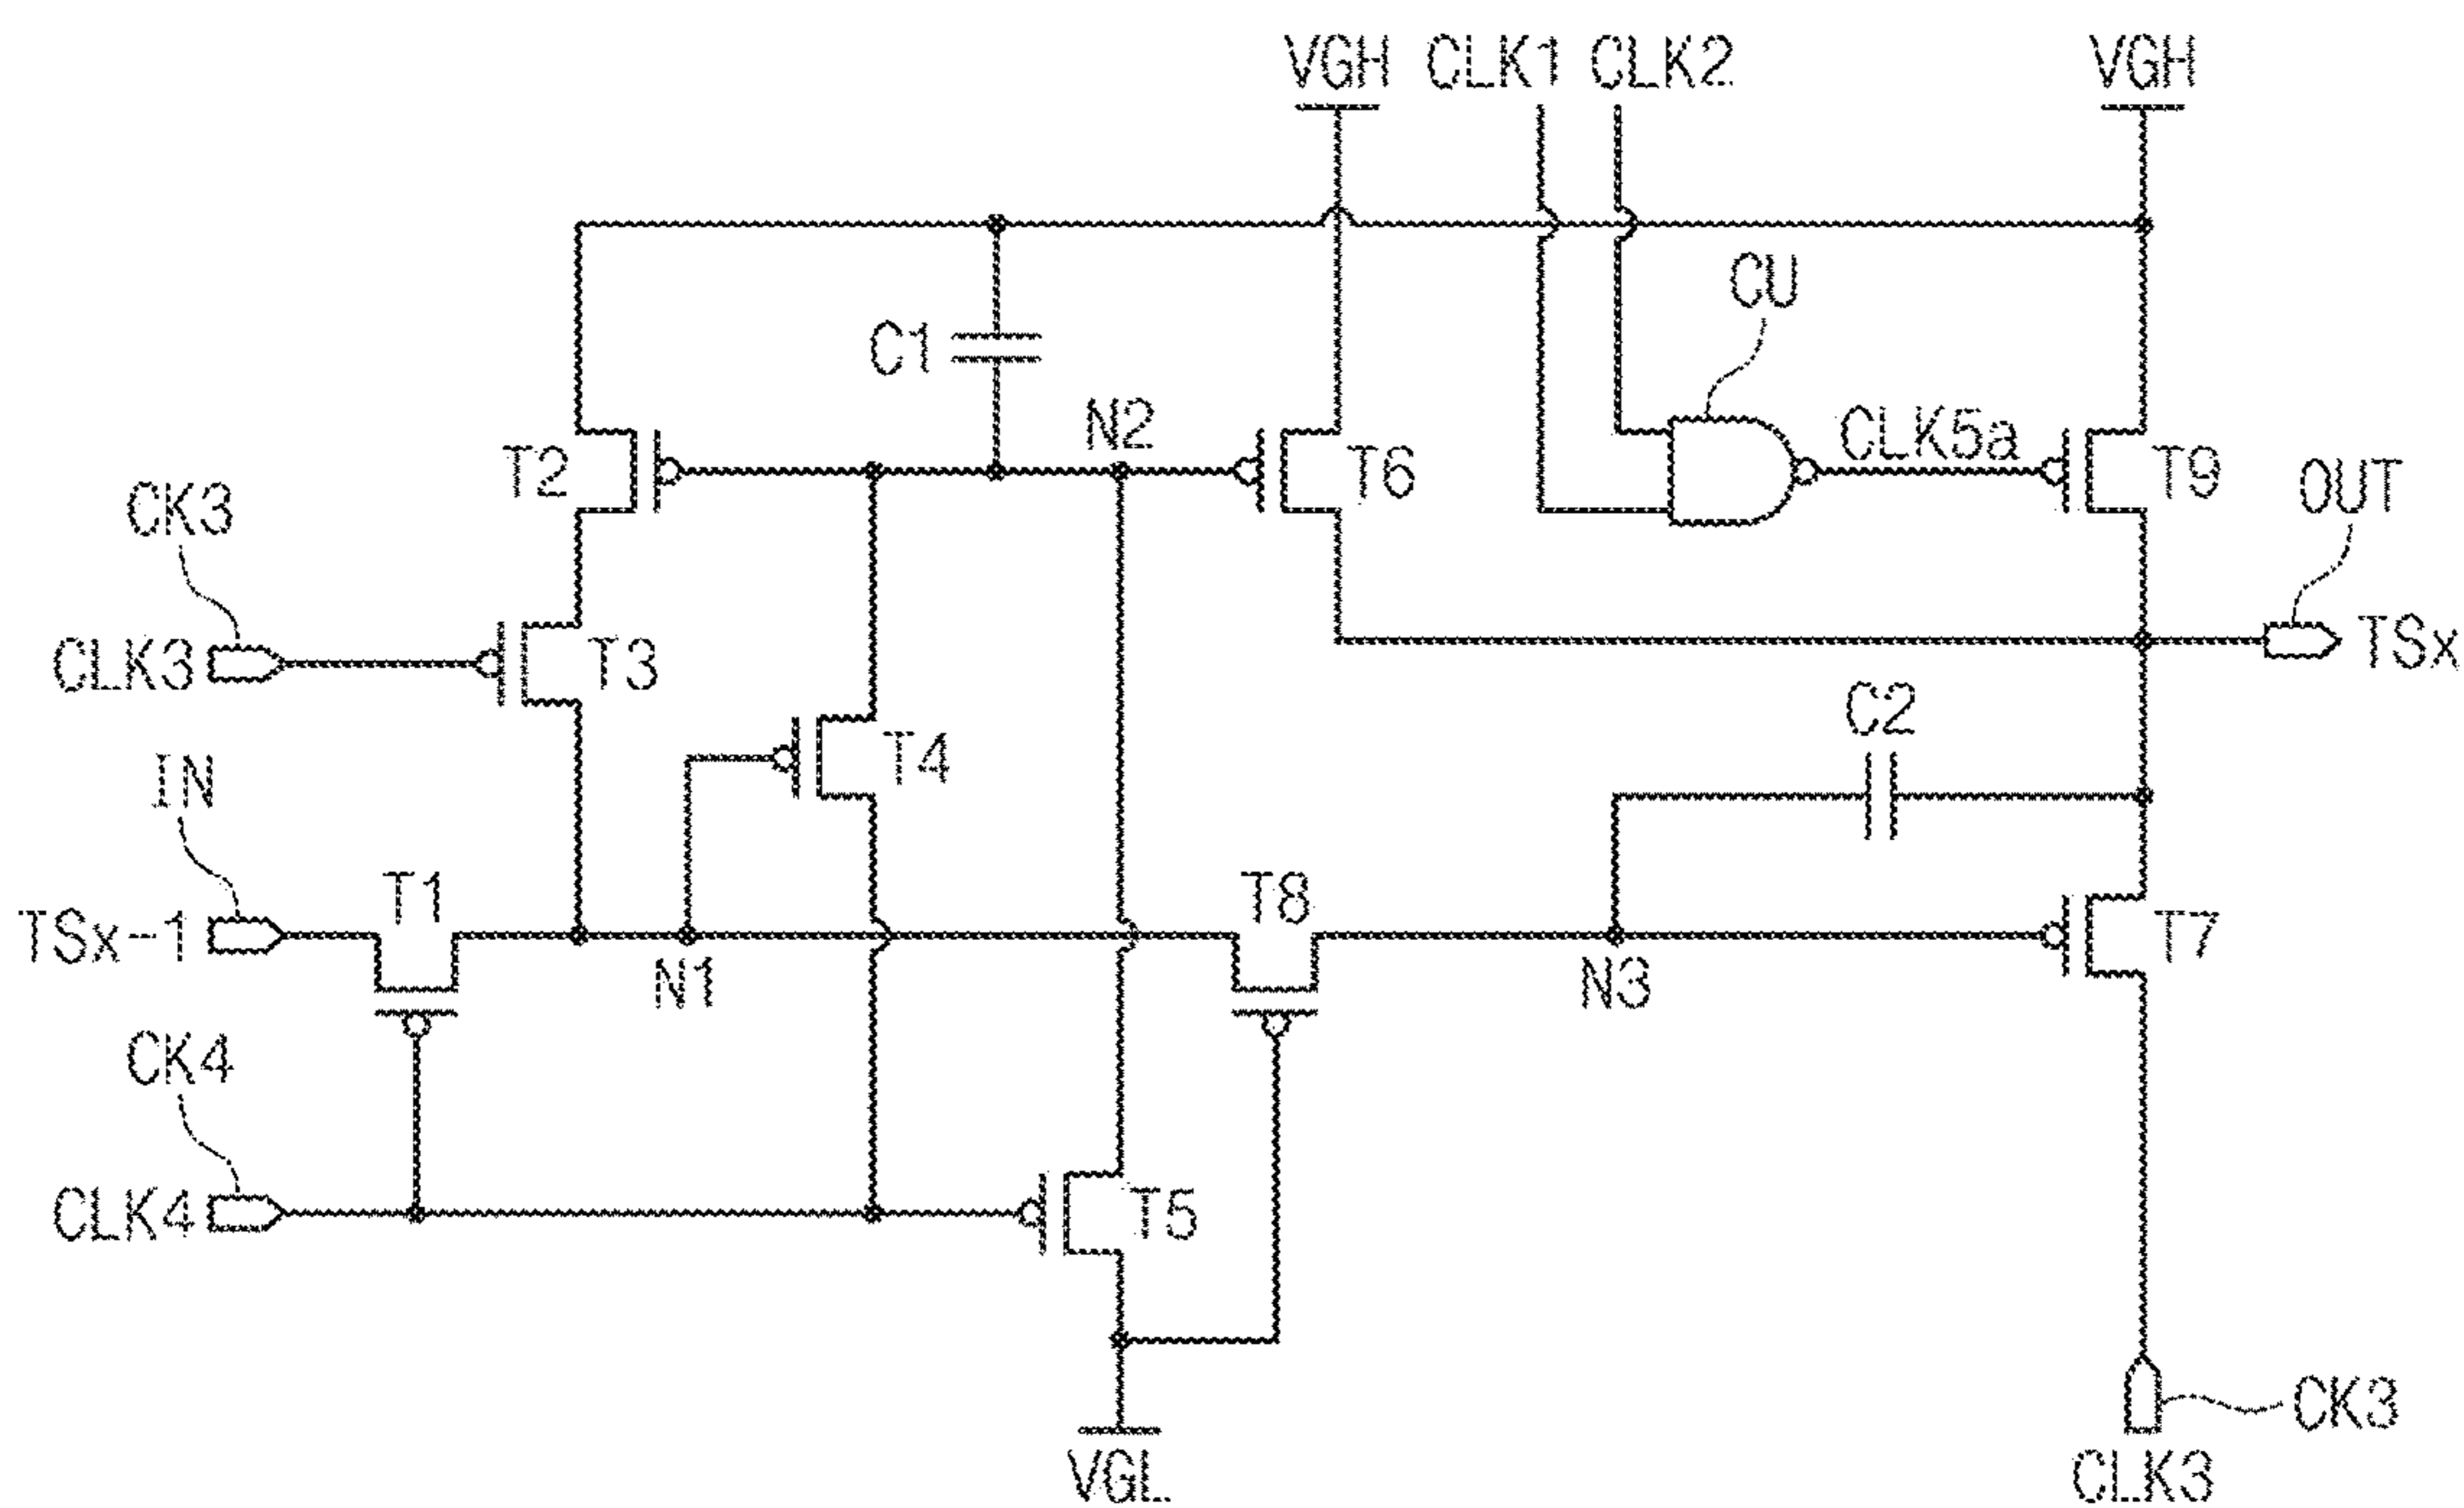 VGH CLK1 CLK2 VGH
CU
C1
N2 CLK5a
T2 T6 T9 OUT
CK3
CLK3 T3 TSx
C2
T4
IN
T1 T8
TSx-1 T7
N1 N3
CK4
CLK4 T5
CK3
VGL CLK3